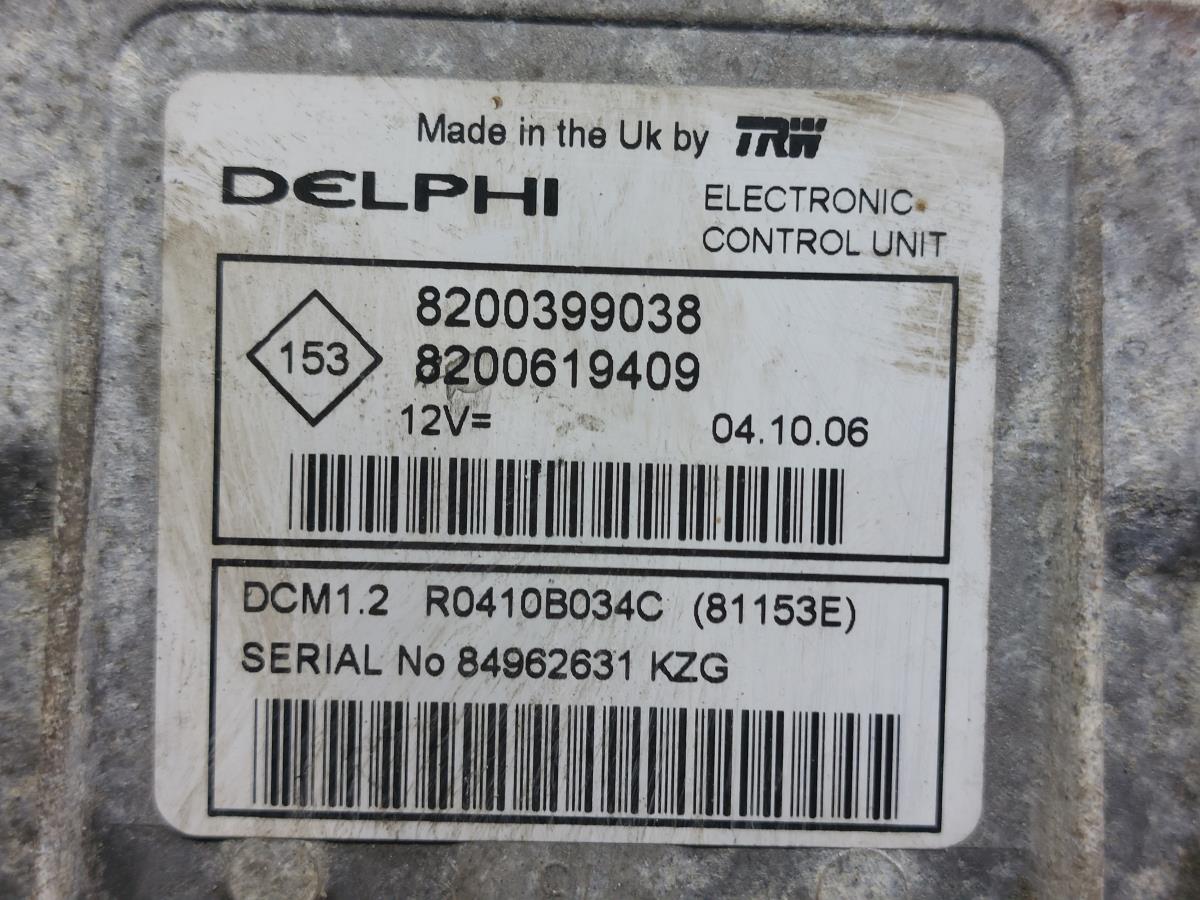 Made in the Uk by TRW
DELPHI
ELECTRONIC
CONTROL UNIT
153
8200399038
8200619409
12V=
04.10.06
DCM1.2 R0410B034C (81153E)
SERIAL No 84962631 KZG